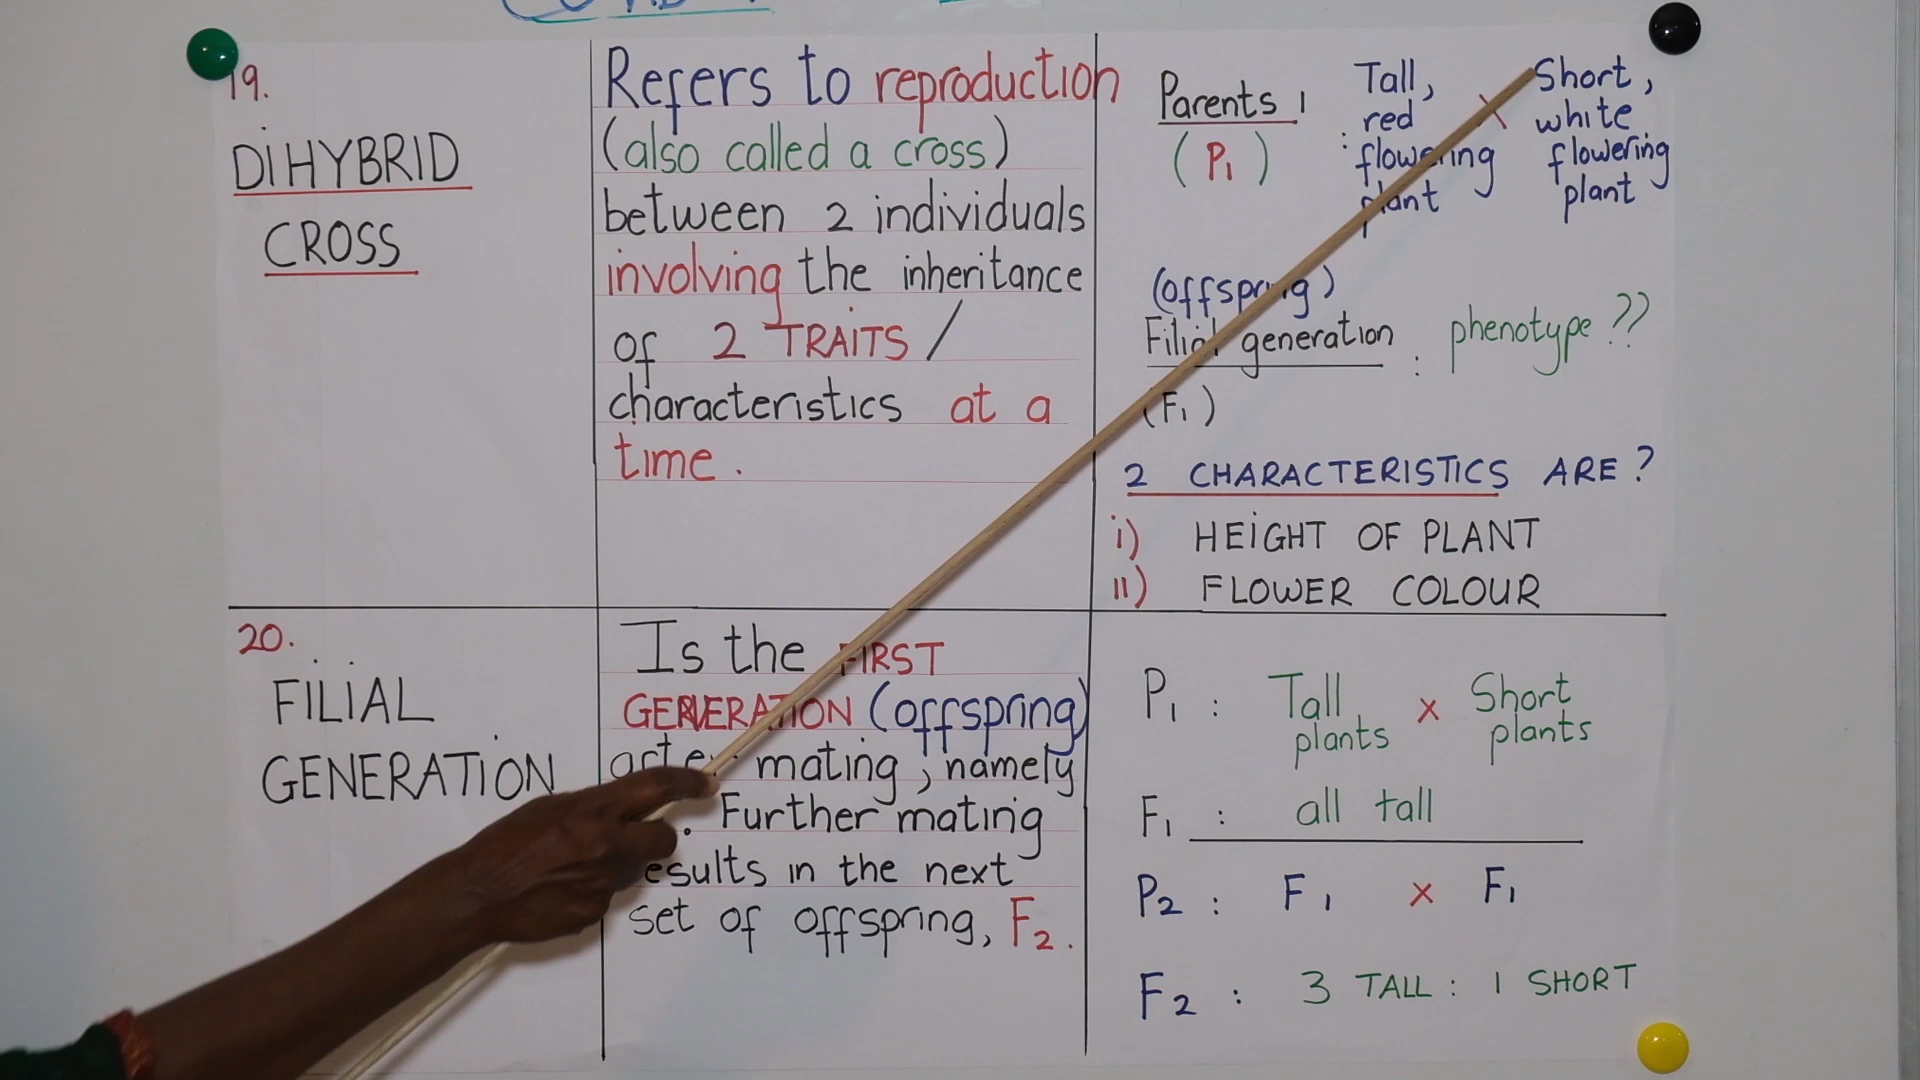 19.
DIHYBRID
CROSS
Refers to reproduction
(also called a cross)
between 2 individuals
involving the inheritance
of 2 TRAITS /
characteristics at a
time.
Parents 1
(P1)
: Tall,
red
flowering
plant
X
Short,
white
flowering
plant
(offspring)
Filial generation : phenotype ??
(F1)
2 CHARACTERISTICS ARE ?
i) HEIGHT OF PLANT
ii) FLOWER COLOUR
20.
FILIAL
GENERATION
Is the FIRST
GENERATION (offspring)
after mating, namely
. Further mating
results in the next
set of offspring, F2.
P1 : Tall plants x Short plants
F1 : all tall
P2 : F1 x F1
F2 : 3 TALL : 1 SHORT